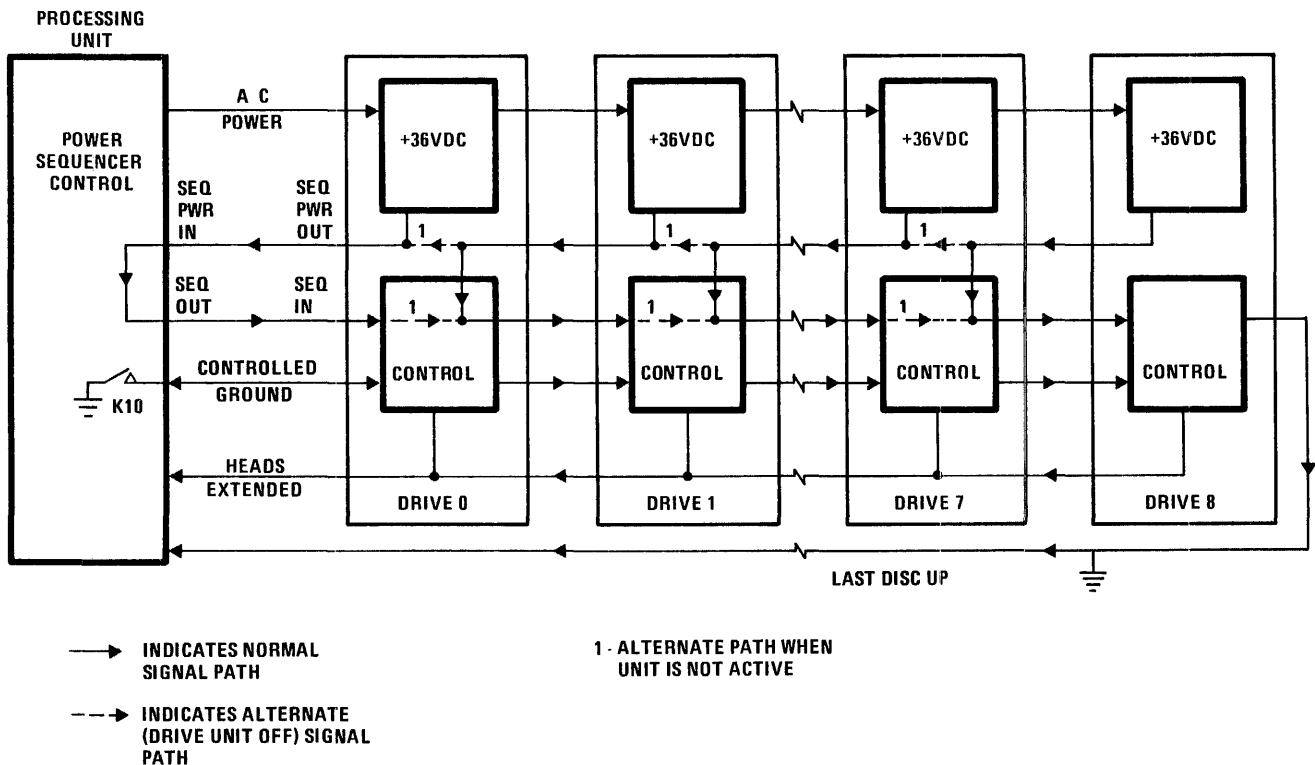 PROCESSING
UNIT
POWER
SEQUENCER
CONTROL
A C
POWER
+36VDC
+36VDC
+36VDC
+36VDC
SEQ
PWR
IN
SEQ
PWR
OUT
1
1
1
SEQ
OUT
SEQ
IN
1
1
1
CONTROLLED
GROUND
K10
CONTROL
CONTROL
CONTROL
CONTROL
HEADS
EXTENDED
DRIVE 0
DRIVE 1
DRIVE 7
DRIVE 8
LAST DISC UP
INDICATES NORMAL
SIGNAL PATH
INDICATES ALTERNATE
(DRIVE UNIT OFF) SIGNAL
PATH
1 - ALTERNATE PATH WHEN
UNIT IS NOT ACTIVE